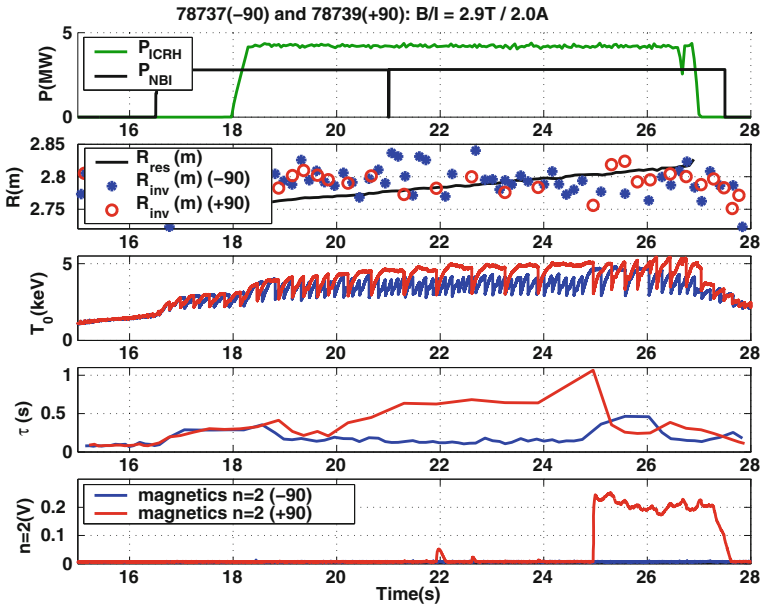 78737(−90) and 78739(+90): B/I = 2.9T / 2.0A
P(MW)
5
0
P_ICRH
P_NBI
16 18 20 22 24 26 28
R(m)
2.85
2.8
2.75
R_res (m)
R_inv (m) (−90)
R_inv (m) (+90)
16 18 20 22 24 26 28
T_0(keV)
5
0
16 18 20 22 24 26 28
τ (s)
1
0.5
0
16 18 20 22 24 26 28
n=2(V)
0.2
0.1
0
magnetics n=2 (−90)
magnetics n=2 (+90)
16 18 20 22 24 26 28
Time(s)